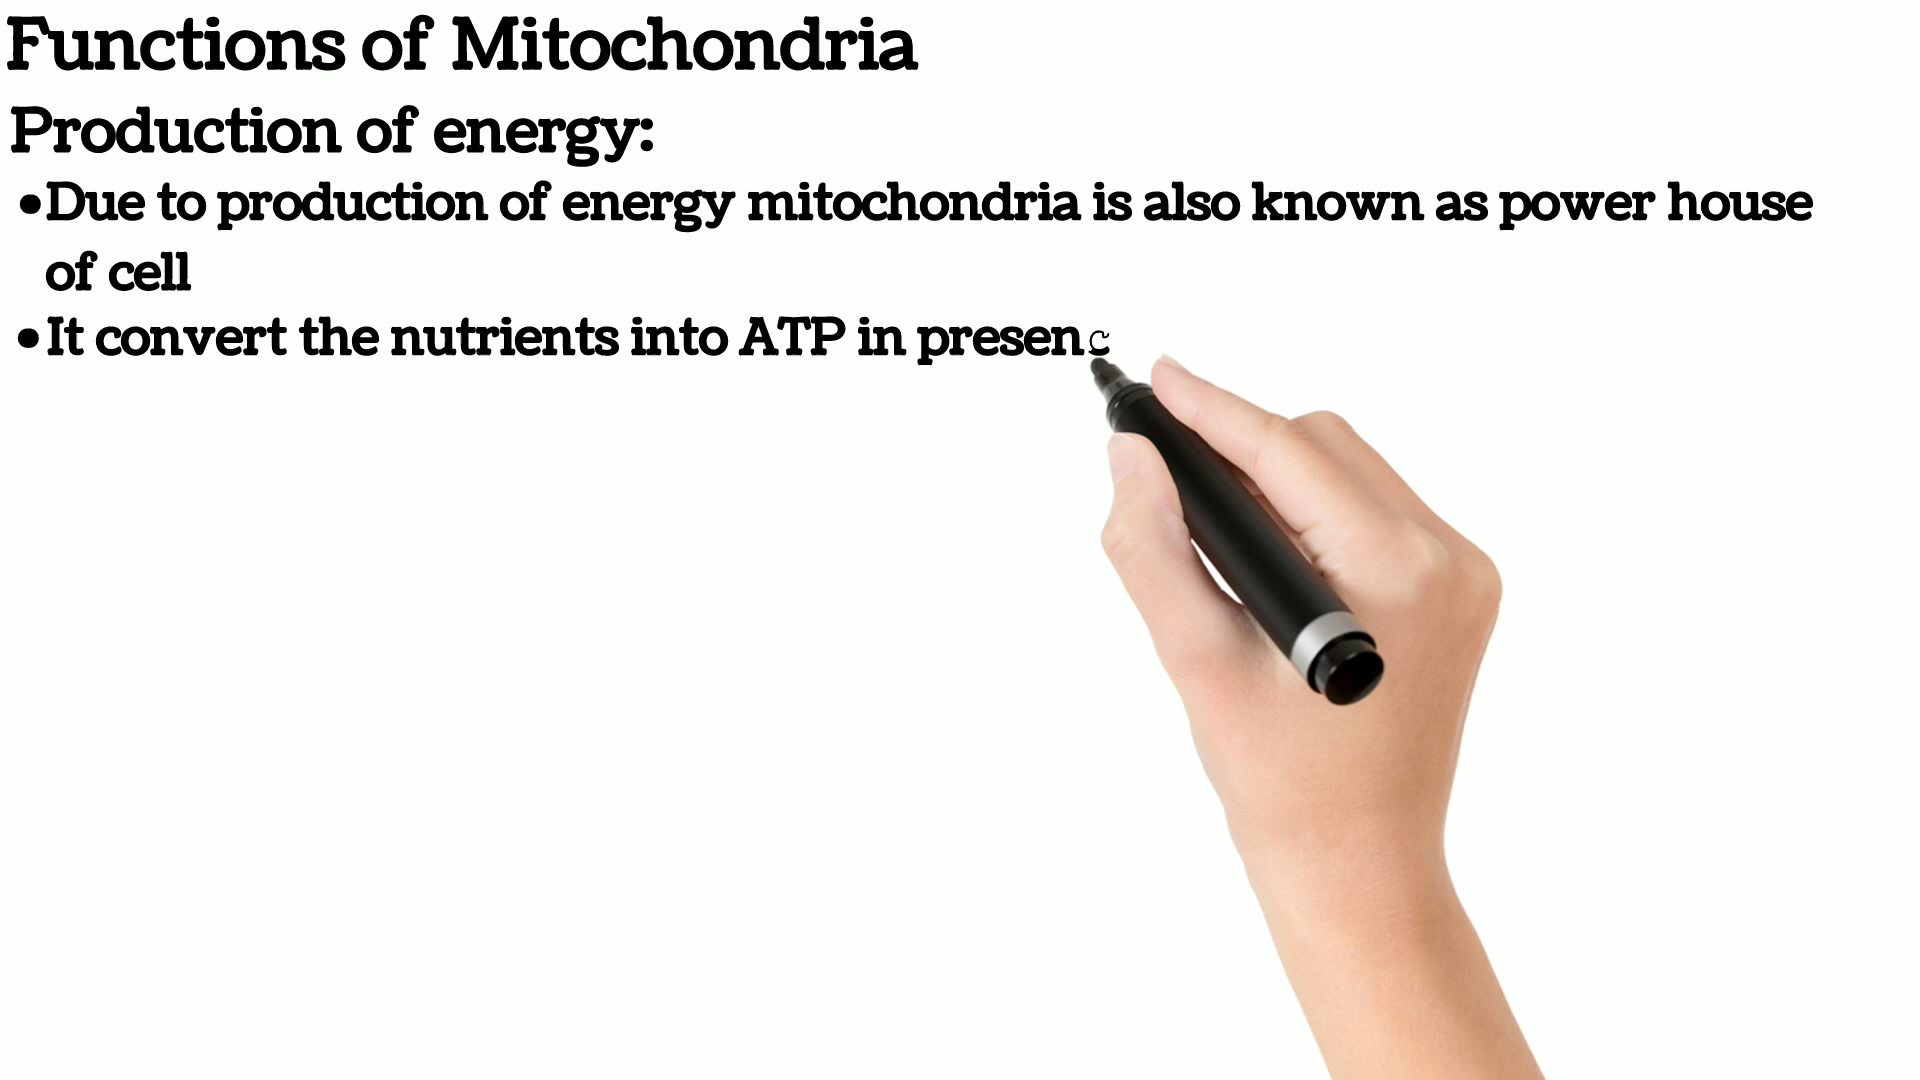 Functions of Mitochondria
Production of energy:
•Due to production of energy mitochondria is also known as power house
of cell
•It convert the nutrients into ATP in presenc